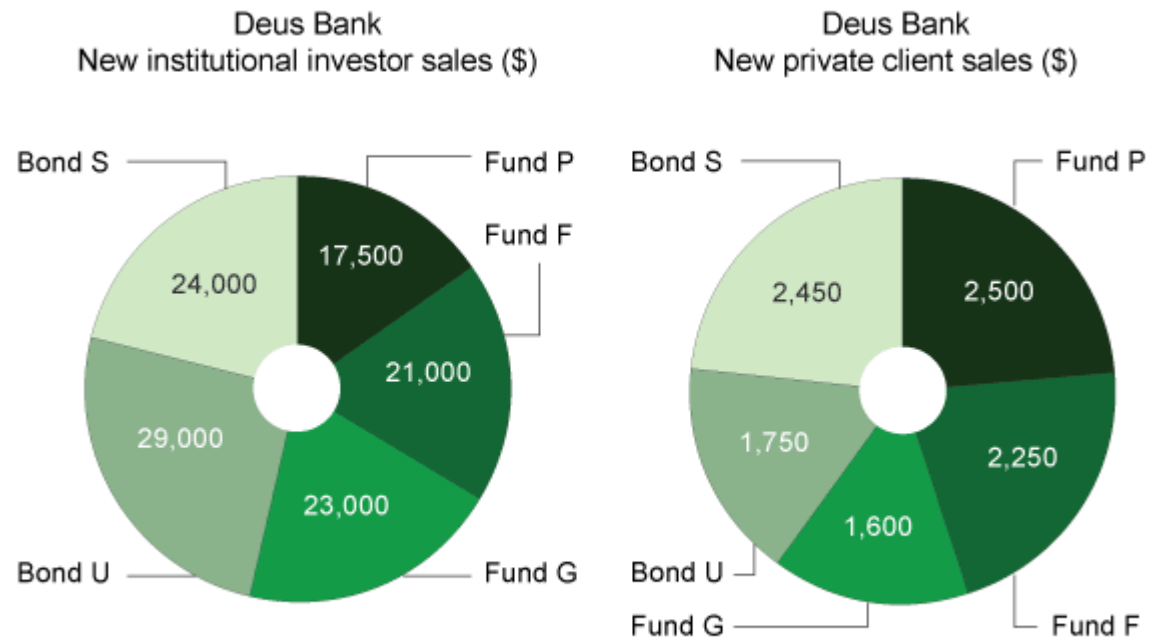 Deus Bank
New institutional investor sales ($)
Bond S
Fund P
Fund F
17,500
24,000
21,000
29,000
23,000
Bond U
Fund G
Deus Bank
New private client sales ($)
Bond S
Fund P
2,450
2,500
1,750
2,250
1,600
Bond U
Fund G
Fund F